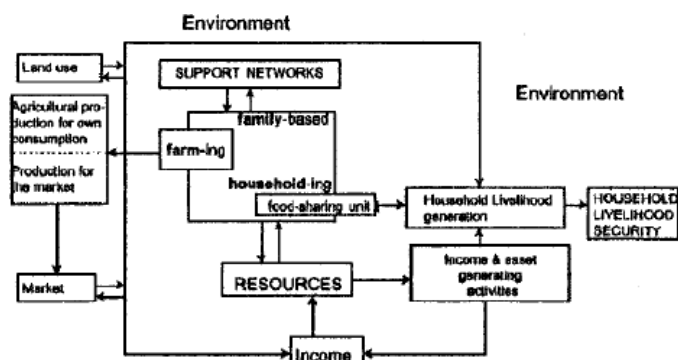 Environment
Land use
SUPPORT NETWORKS
Environment
Agricultural pro-
duction for own
consumption
family-based
farm-ing
Production for
the market
household-ing
food-sharing unit
Household Livelihood
generation
HOUSEHOLD
LIVELIHOOD
SECURITY
Market
RESOURCES
Income & asset
generating
activities
Income